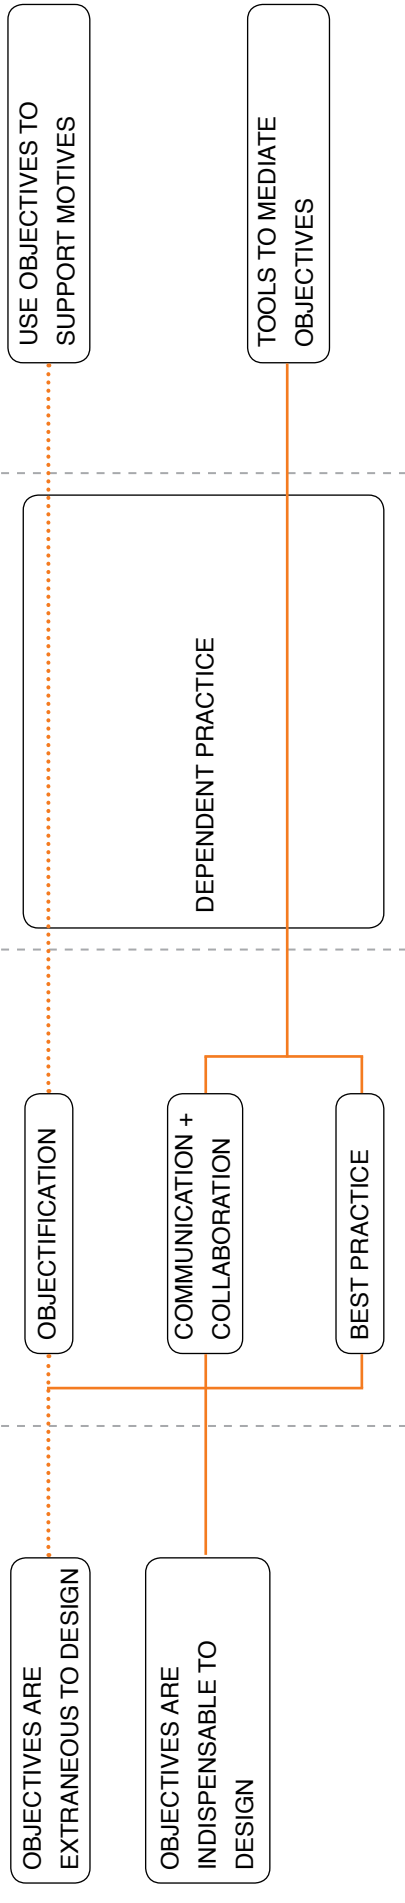 OBJECTIVES ARE
EXTRANEOUS TO DESIGN
OBJECTIVES ARE
INDISPENSABLE TO
DESIGN
OBJECTIFICATION
COMMUNICATION +
COLLABORATION
BEST PRACTICE
DEPENDENT PRACTICE
USE OBJECTIVES TO
SUPPORT MOTIVES
TOOLS TO MEDIATE
OBJECTIVES